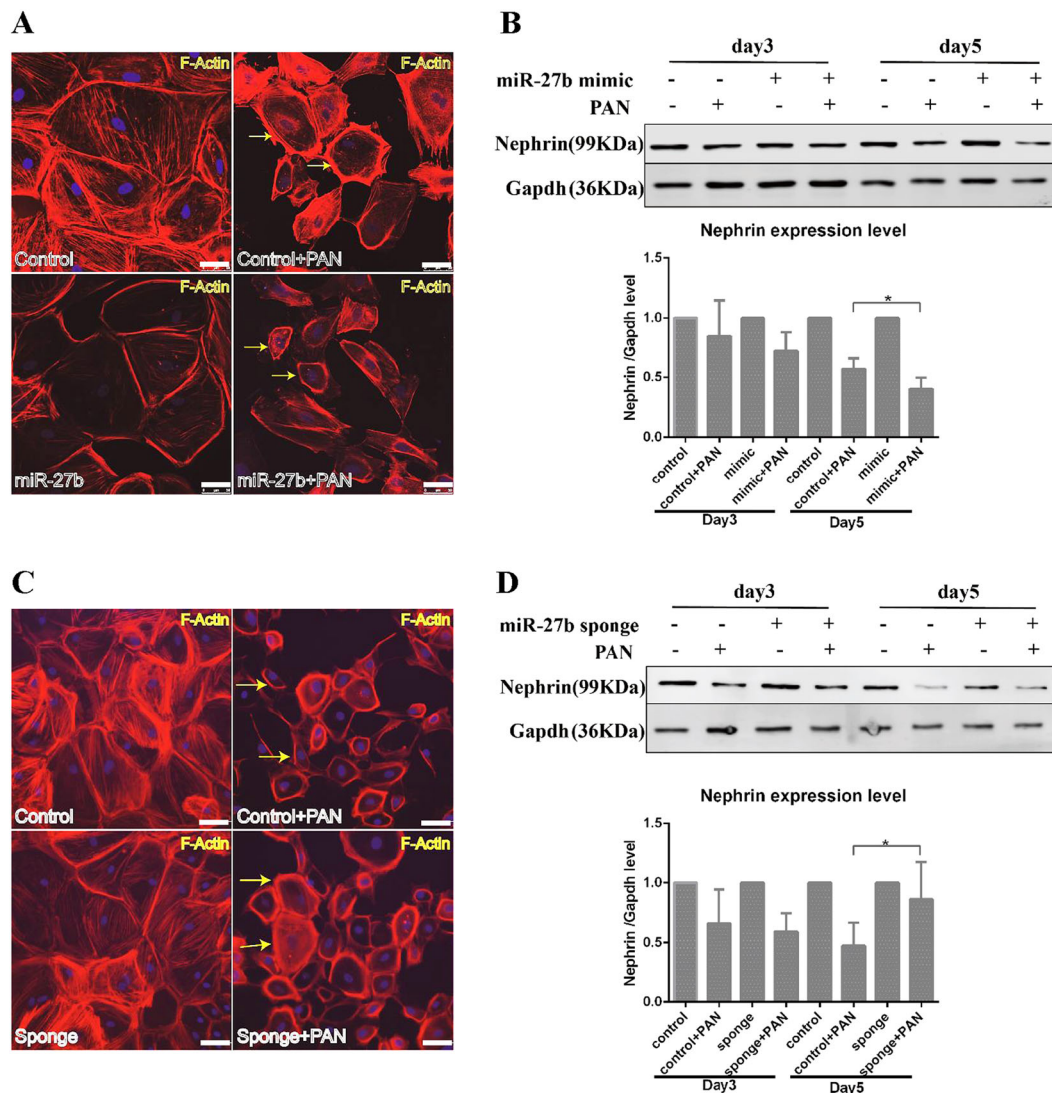 A
F-Actin
F-Actin
Control
Control+PAN
F-Actin
F-Actin
miR-27b
miR-27b+PAN
B
day3 day5
miR-27b mimic - - + + - - + +
PAN - + - + - + - +
Nephrin(99KDa)
Gapdh(36KDa)
Nephrin expression level
Nephrin /Gapdh level
1.5
1.0
0.5
0.0
*
control
control+PAN
mimic
mimic+PAN
control
control+PAN
mimic
mimic+PAN
Day3 Day5
C
F-Actin
F-Actin
Control
Control+PAN
F-Actin
F-Actin
Sponge
Sponge+PAN
D
day3 day5
miR-27b sponge - - + + - - + +
PAN - + - + - + - +
Nephrin(99KDa)
Gapdh (36KDa)
Nephrin expression level
Nephrin /Gapdh level
1.5
1.0
0.5
0.0
*
control
control+PAN
sponge
sponge+PAN
control
control+PAN
sponge
sponge+PAN
Day3 Day5